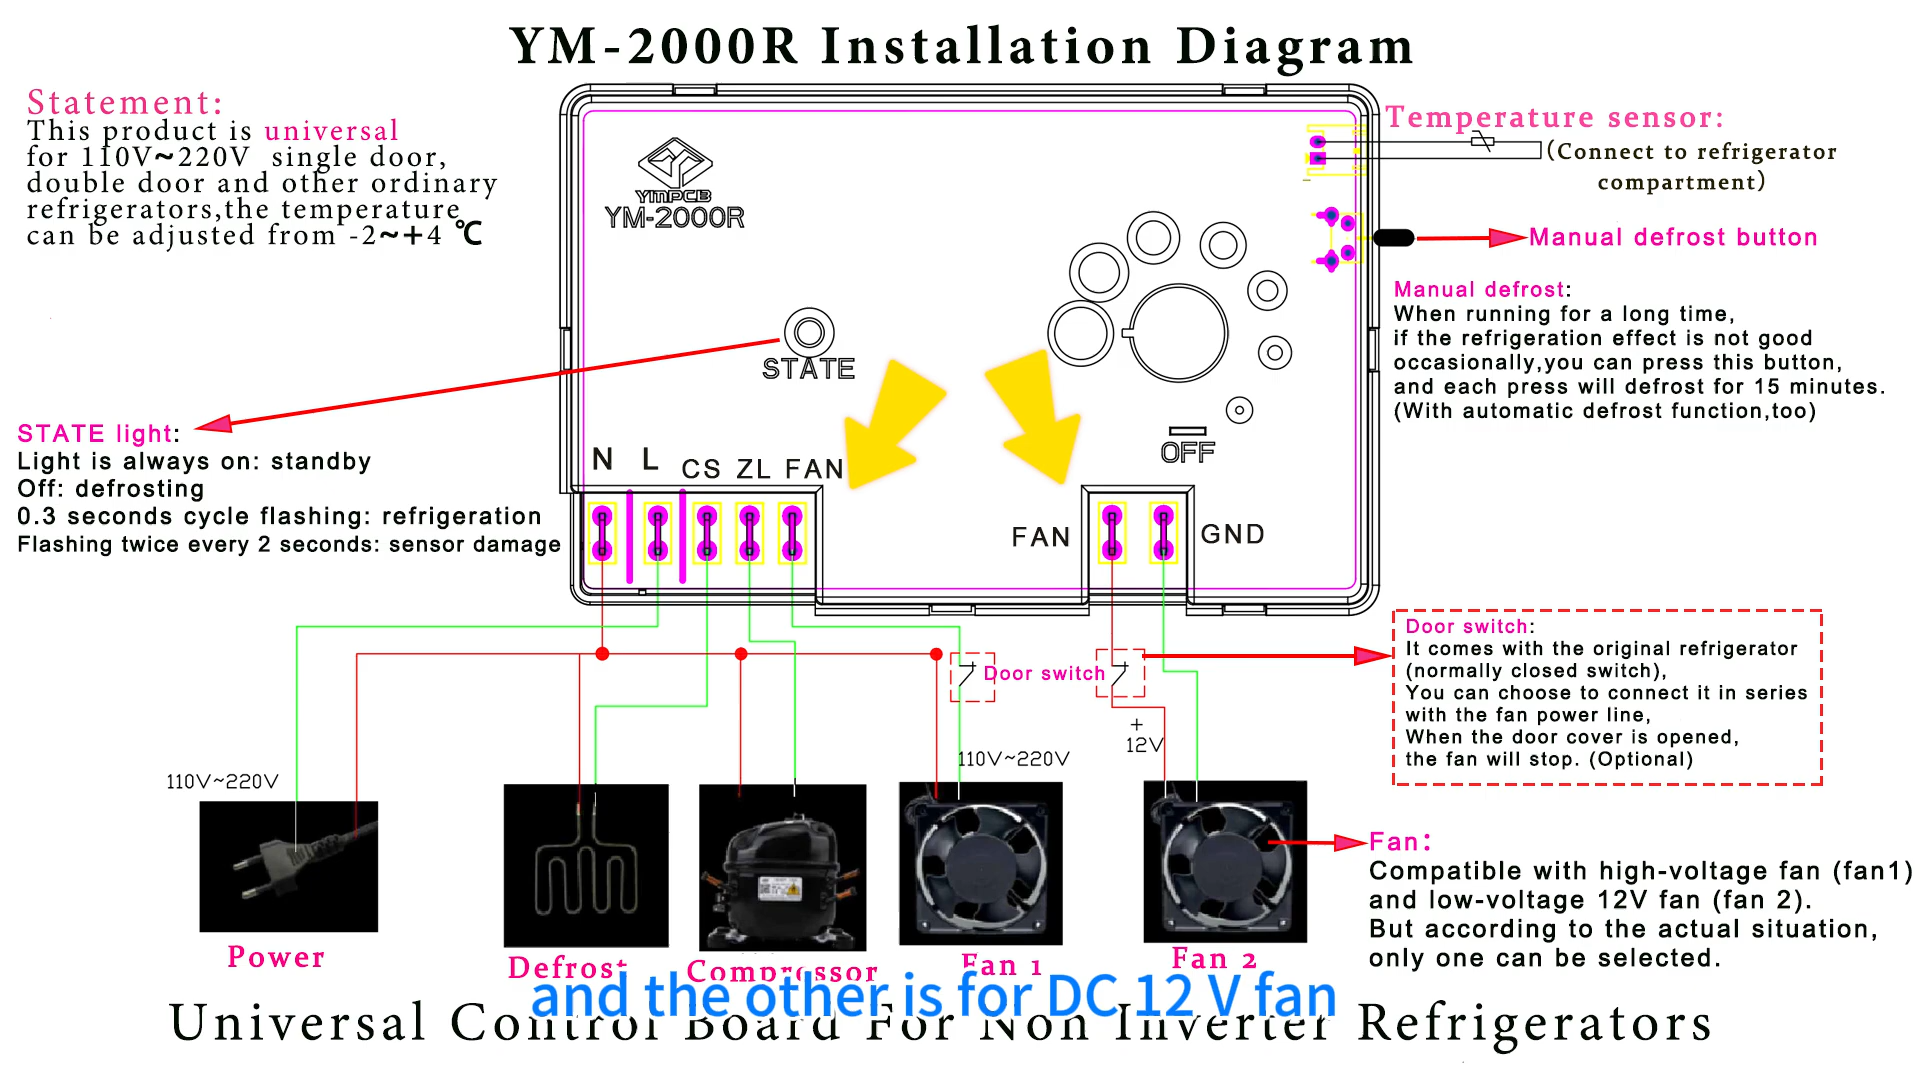 YM-2000R Installation Diagram
Statement:
This product is universal
for 110V~220V single door,
double door and other ordinary
refrigerators,the temperature
can be adjusted from -2~+4 ℃
YMPCB
YM-2000R
STATE
OFF
N L CS ZL FAN
FAN GND
Temperature sensor:
(Connect to refrigerator
compartment)
Manual defrost button
Manual defrost:
When running for a long time,
if the refrigeration effect is not good
occasionally,you can press this button,
and each press will defrost for 15 minutes.
(With automatic defrost function,too)
STATE light:
Light is always on: standby
Off: defrosting
0.3 seconds cycle flashing: refrigeration
Flashing twice every 2 seconds: sensor damage
Door switch
Door switch:
It comes with the original refrigerator
(normally closed switch),
You can choose to connect it in series
with the fan power line,
When the door cover is opened,
the fan will stop. (Optional)
110V~220V
110V~220V
+
12V
Fan:
Compatible with high-voltage fan (fan1)
and low-voltage 12V fan (fan 2).
But according to the actual situation,
only one can be selected.
Power
Defrost
Compressor
Fan 1
Fan 2
and the other is for DC 12 V fan
Universal Control Board For Non Inverter Refrigerators